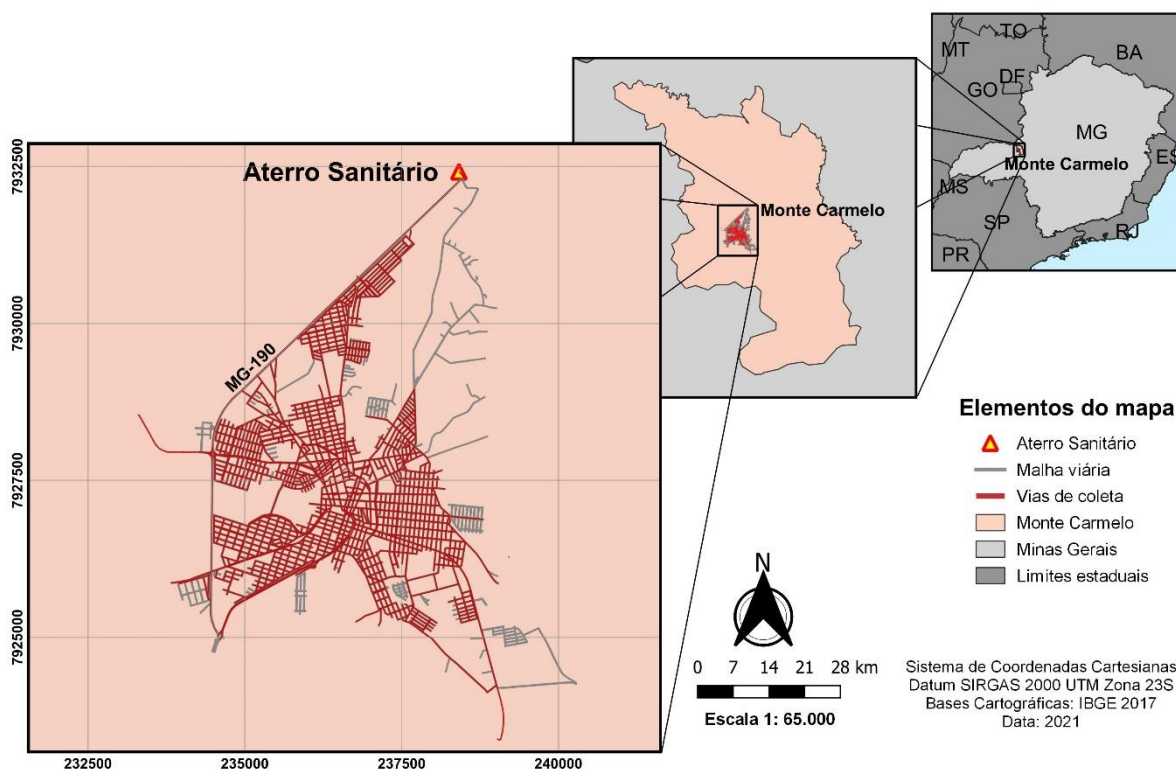 Aterro Sanitário
MG-190
7932500
7930000
7927500
7925000
232500
235000
237500
240000
Monte Carmelo
MT
TO
BA
DF
GO
MG
ES
Monte Carmelo
MS
SP
RJ
PR
Elementos do mapa
Aterro Sanitário
Malha viária
Vias de coleta
Monte Carmelo
Minas Gerais
Limites estaduais
N
0 7 14 21 28 km
Escala 1: 65.000
Sistema de Coordenadas Cartesianas
Datum SIRGAS 2000 UTM Zona 23S
Bases Cartográficas: IBGE 2017
Data: 2021